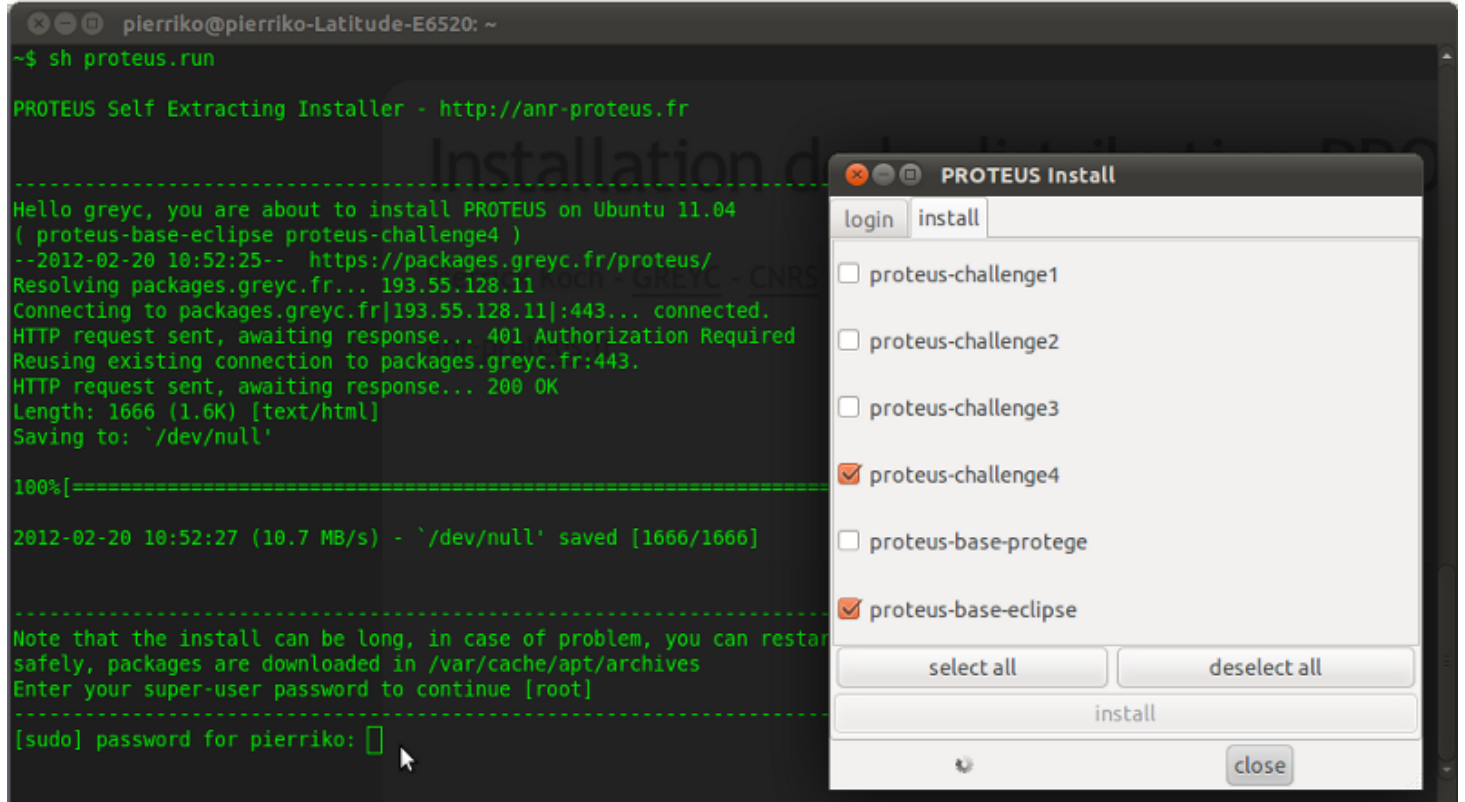 pierriko@pierriko-Latitude-E6520: ~
~$ sh proteus.run
PROTEUS Self Extracting Installer - http://anr-proteus.fr
Installation de la distribution PRO
--------------------------------------------------------------------
Hello greyc, you are about to install PROTEUS on Ubuntu 11.04
( proteus-base-eclipse proteus-challenge4 )
--2012-02-20 10:52:25--  https://packages.greyc.fr/proteus/
Koch - GREYC - CNRS
Resolving packages.greyc.fr... 193.55.128.11
Connecting to packages.greyc.fr|193.55.128.11|:443... connected.
HTTP request sent, awaiting response... 401 Authorization Required
Reusing existing connection to packages.greyc.fr:443.
HTTP request sent, awaiting response... 200 OK
Length: 1666 (1.6K) [text/html]
Saving to: `/dev/null'
100%[================================================================
2012-02-20 10:52:27 (10.7 MB/s) - `/dev/null' saved [1666/1666]
--------------------------------------------------------------------
Note that the install can be long, in case of problem, you can restar
safely, packages are downloaded in /var/cache/apt/archives
Enter your super-user password to continue [root]
--------------------------------------------------------------------
[sudo] password for pierriko:
PROTEUS Install
login install
proteus-challenge1
proteus-challenge2
proteus-challenge3
proteus-challenge4
proteus-base-protege
proteus-base-eclipse
select all deselect all
install
close